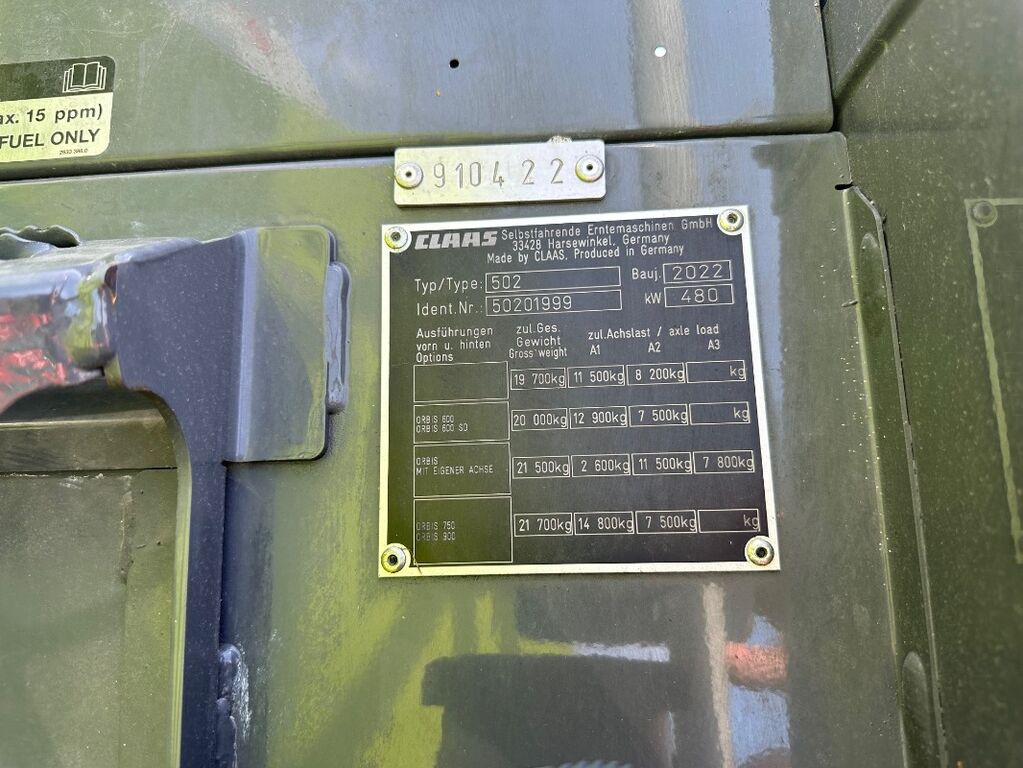 ax. 15 ppm)
FUEL ONLY
910422
CLAAS Selbstfahrende Erntemaschinen GmbH
33428 Harsewinkel, Germany
Made by CLAAS, Produced in Germany
Typ/Type: 502 Bauj. 2022
Ident.Nr.: 50201999 kW 480
Ausführungen zul.Ges. zul.Achslast / axle load
vorn u. hinten Gewicht A1 A2 A3
Options Gross weight
19 700kg 11 500kg 8 200kg kg
ORBIS 600
ORBIS 600 SD 20 000kg 12 900kg 7 500kg kg
ORBIS
MIT EIGENER ACHSE 21 500kg 2 600kg 11 500kg 7 800kg
ORBIS 750
ORBIS 900 21 700kg 14 800kg 7 500kg kg